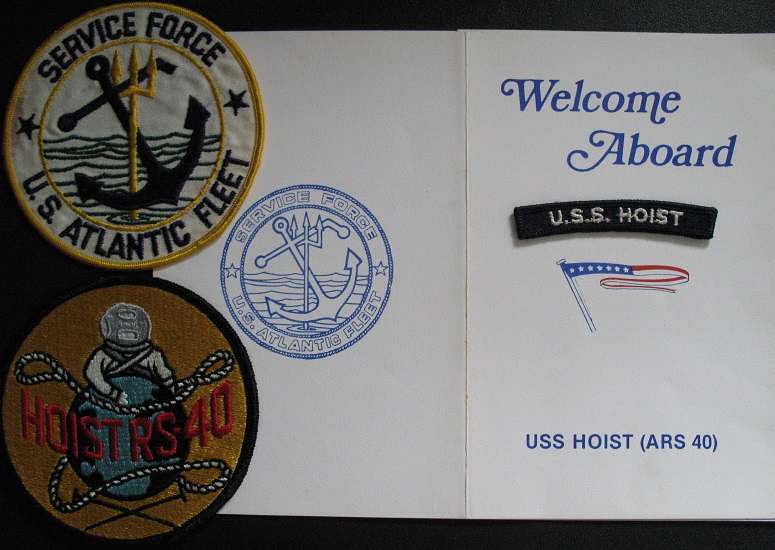 SERVICE FORCE
U.S. ATLANTIC FLEET
HOIST RS-40
SERVICE FORCE
U.S. ATLANTIC FLEET
Welcome
Aboard
U.S.S. HOIST
USS HOIST (ARS 40)